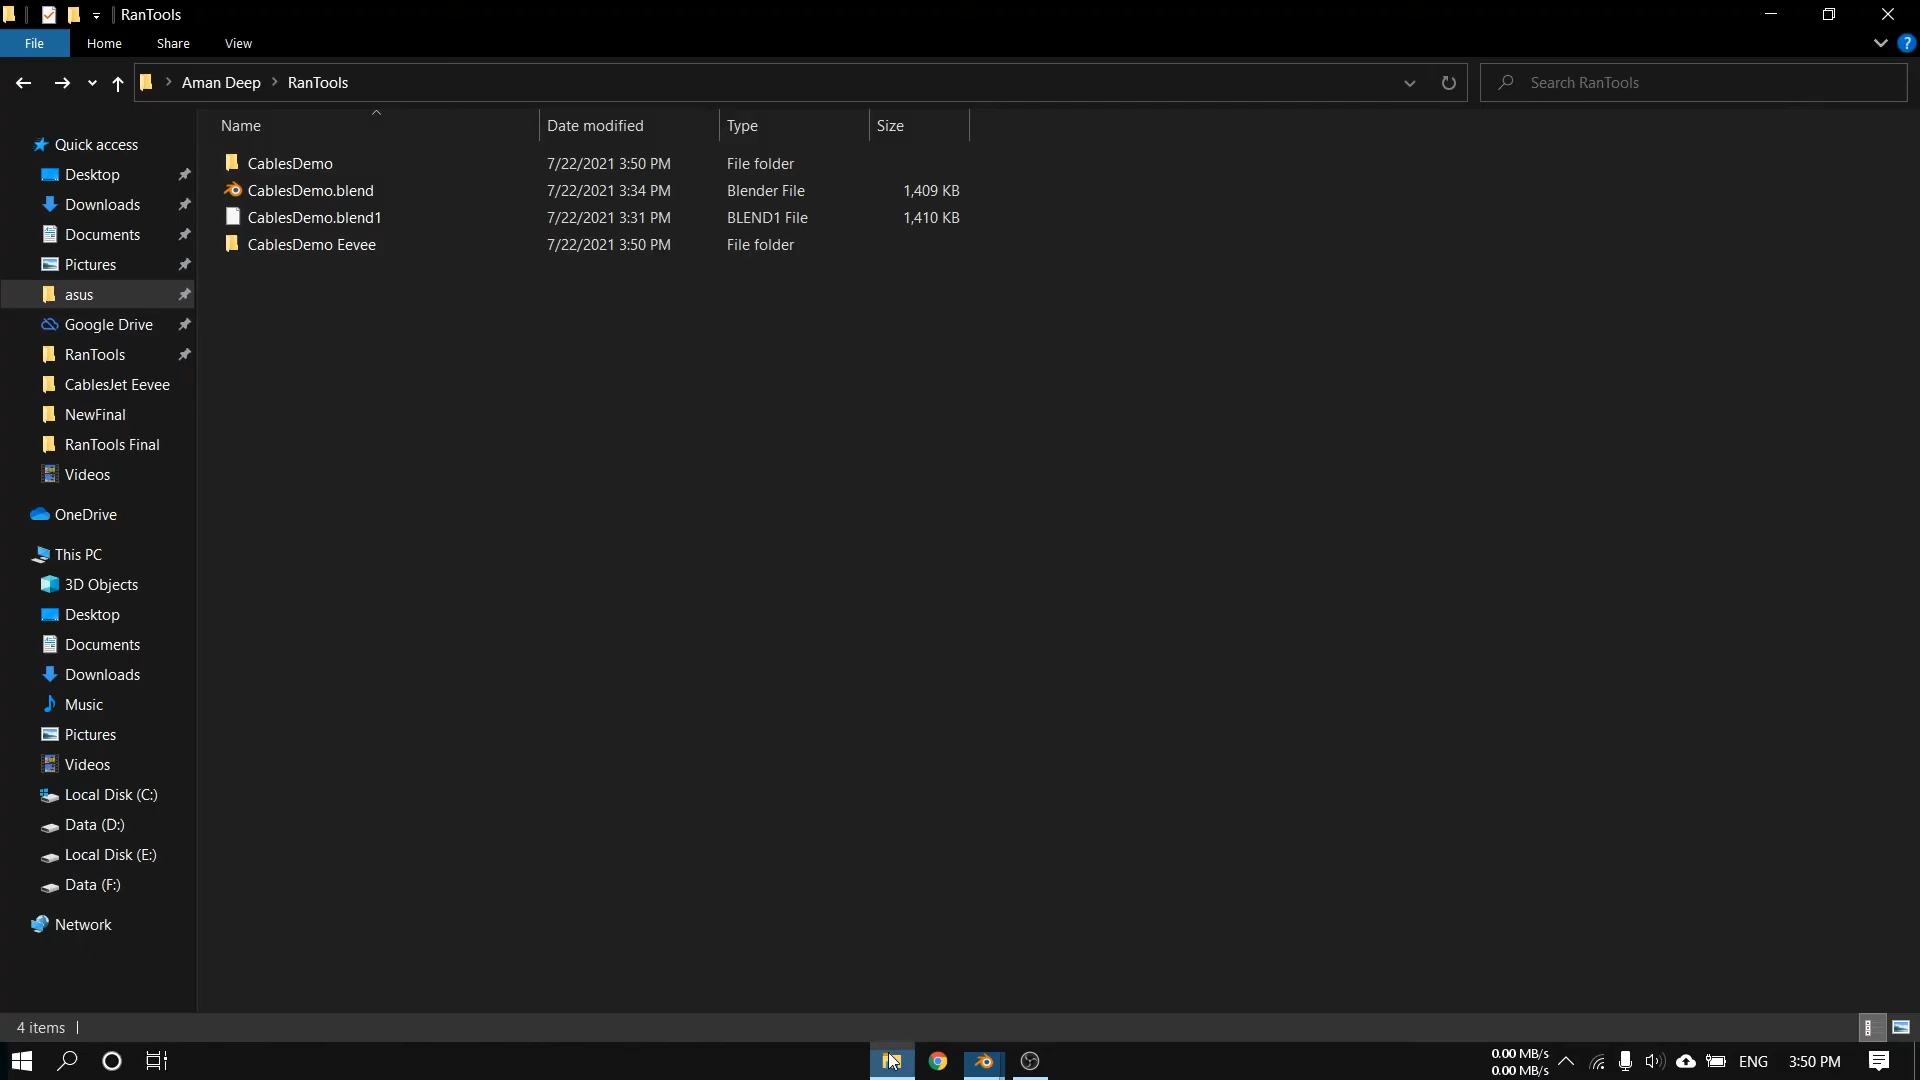 RanTools
File Home Share View
Aman Deep RanTools
Search RanTools
Name Date modified Type Size
CablesDemo 7/22/2021 3:50 PM File folder
CablesDemo.blend 7/22/2021 3:34 PM Blender File 1,409 KB
CablesDemo.blend1 7/22/2021 3:31 PM BLEND1 File 1,410 KB
CablesDemo Eevee 7/22/2021 3:50 PM File folder
Quick access
Desktop
Downloads
Documents
Pictures
asus
Google Drive
RanTools
CablesJet Eevee
NewFinal
RanTools Final
Videos
OneDrive
This PC
3D Objects
Desktop
Documents
Downloads
Music
Pictures
Videos
Local Disk (C:)
Data (D:)
Local Disk (E:)
Data (F:)
Network
4 items
0.00 MB/s
0.00 MB/s
ENG
3:50 PM